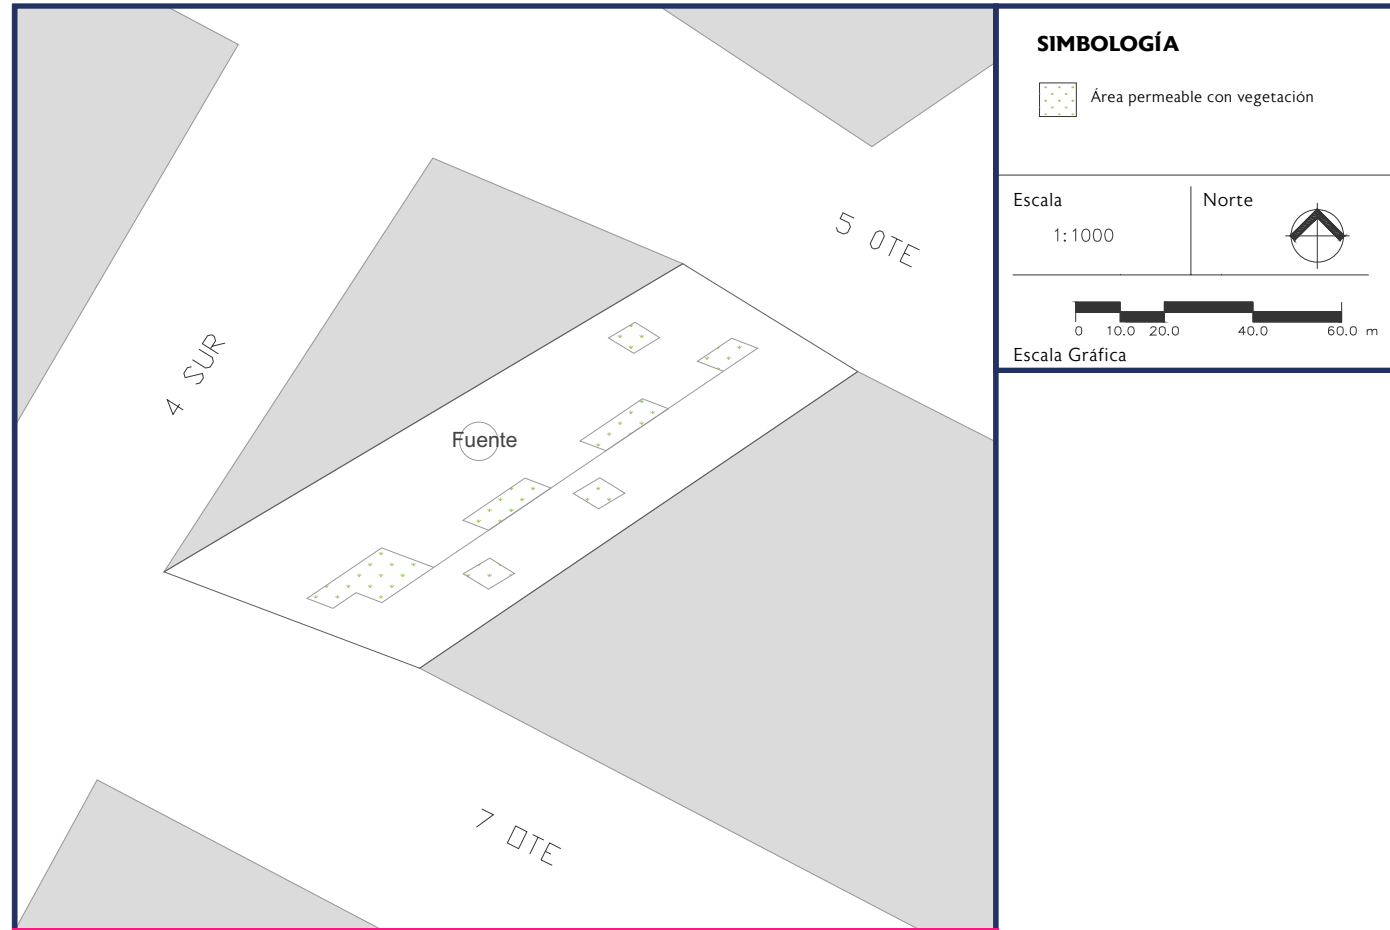 SIMBOLOGÍA
Área permeable con vegetación
Escala
1:1000
Norte
0 10.0 20.0 40.0 60.0 m
Escala Gráfica
5 OTE
4 SUR
Fuente
7 OTE